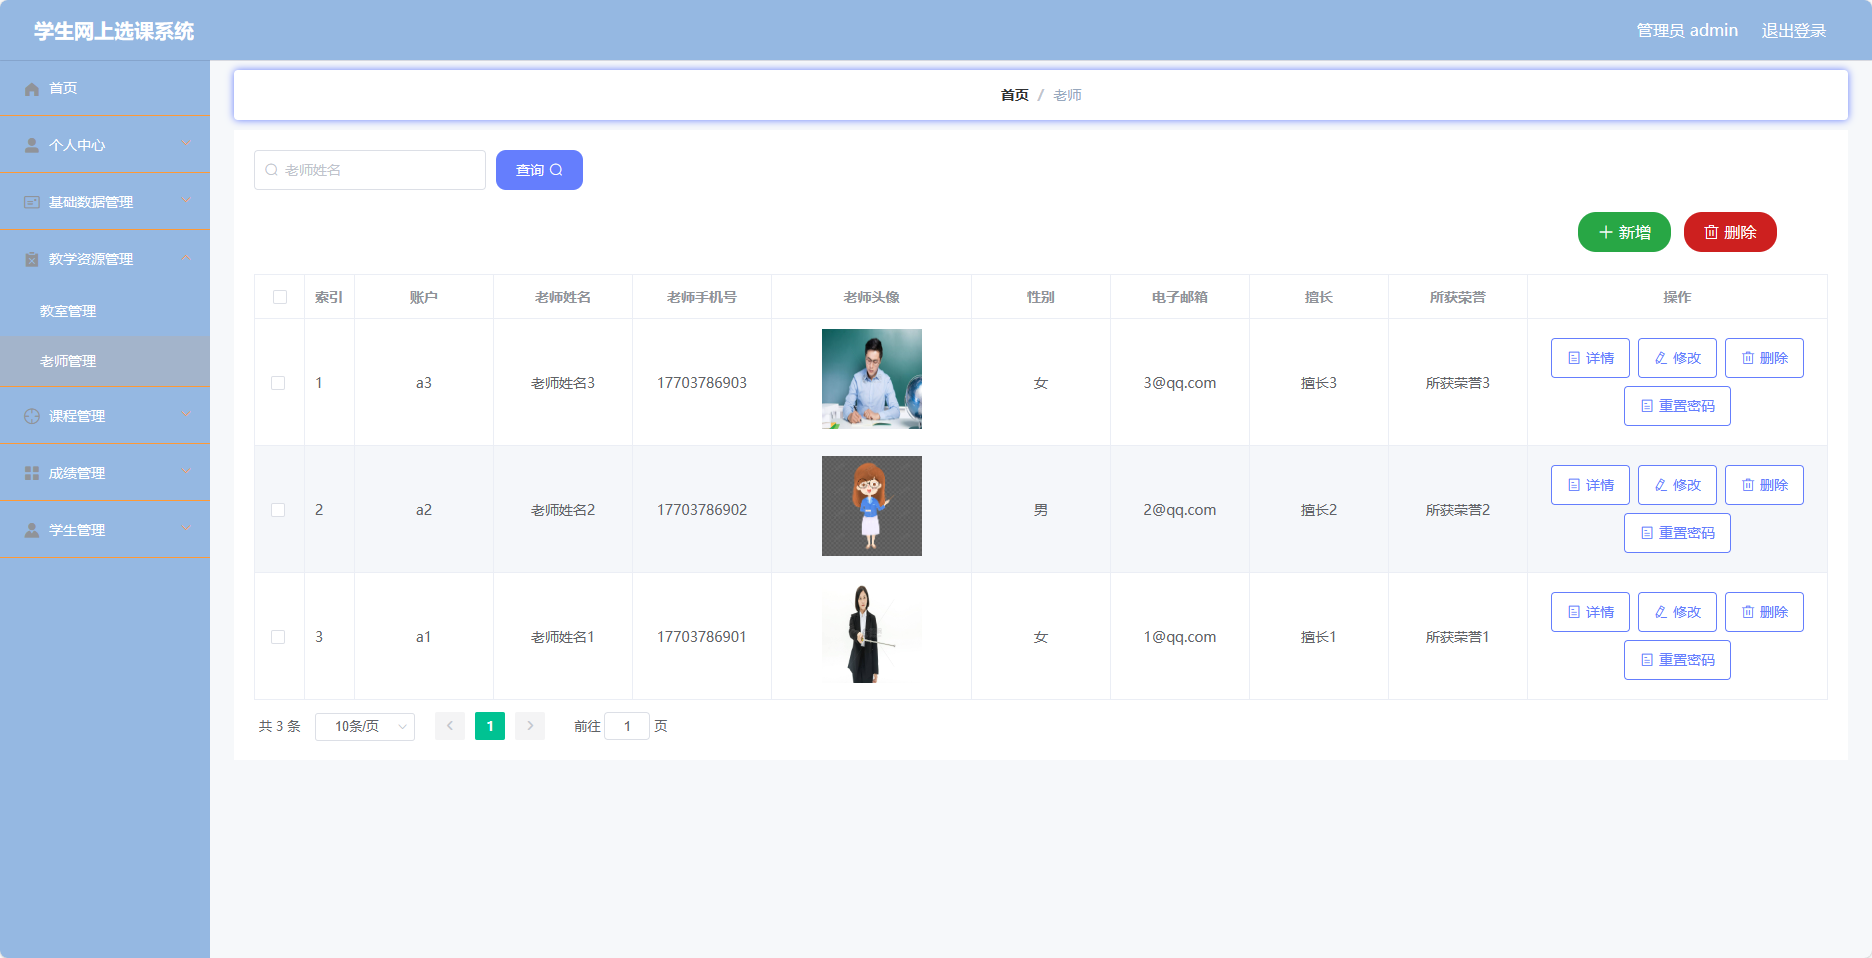 学生网上选课系统
管理员 admin 退出登录
首页
个人中心
基础数据管理
教学资源管理
教室管理
老师管理
课程管理
成绩管理
学生管理
首页 / 老师
老师姓名
查询
新增 删除
索引 账户 老师姓名 老师手机号 老师头像 性别 电子邮箱 擅长 所获荣誉 操作
1 a3 老师姓名3 17703786903 女 3@qq.com 擅长3 所获荣誉3 详情 修改 删除
重置密码
2 a2 老师姓名2 17703786902 男 2@qq.com 擅长2 所获荣誉2 详情 修改 删除
重置密码
3 a1 老师姓名1 17703786901 女 1@qq.com 擅长1 所获荣誉1 详情 修改 删除
重置密码
共 3 条 10条/页 1 前往 1 页